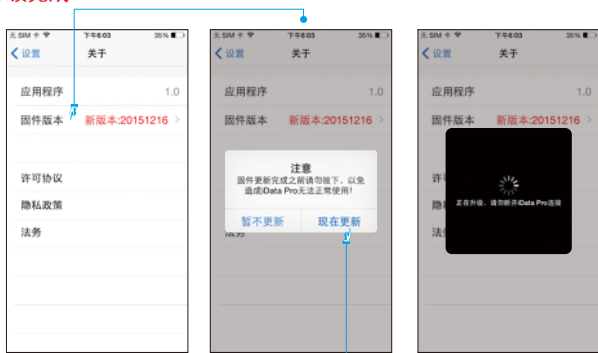 无 SIM 卡 下午6:03 35%
设置 关于
应用程序 1.0
固件版本 新版本:20151216
许可协议
隐私政策
法务
无 SIM 卡 下午6:03 35%
设置 关于
应用程序 1.0
固件版本 新版本:20151216
注意
固件更新完成之前请勿拔下，以免
造成iData Pro无法正常使用！
暂不更新 现在更新
无 SIM 卡 下午6:03 35%
设置 关于
应用程序 1.0
固件版本 新版本:20151216
正在升级，请勿断开iData Pro连接